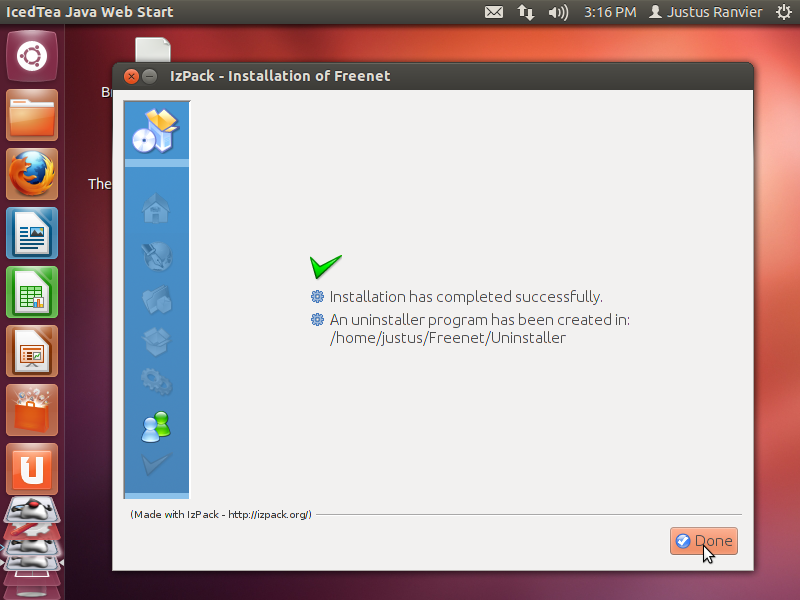 IcedTea Java Web Start
3:16 PM
Justus Ranvier
IzPack - Installation of Freenet
B
The
Installation has completed successfully.
An uninstaller program has been created in:
/home/justus/Freenet/Uninstaller
(Made with IzPack - http://izpack.org/)
Done